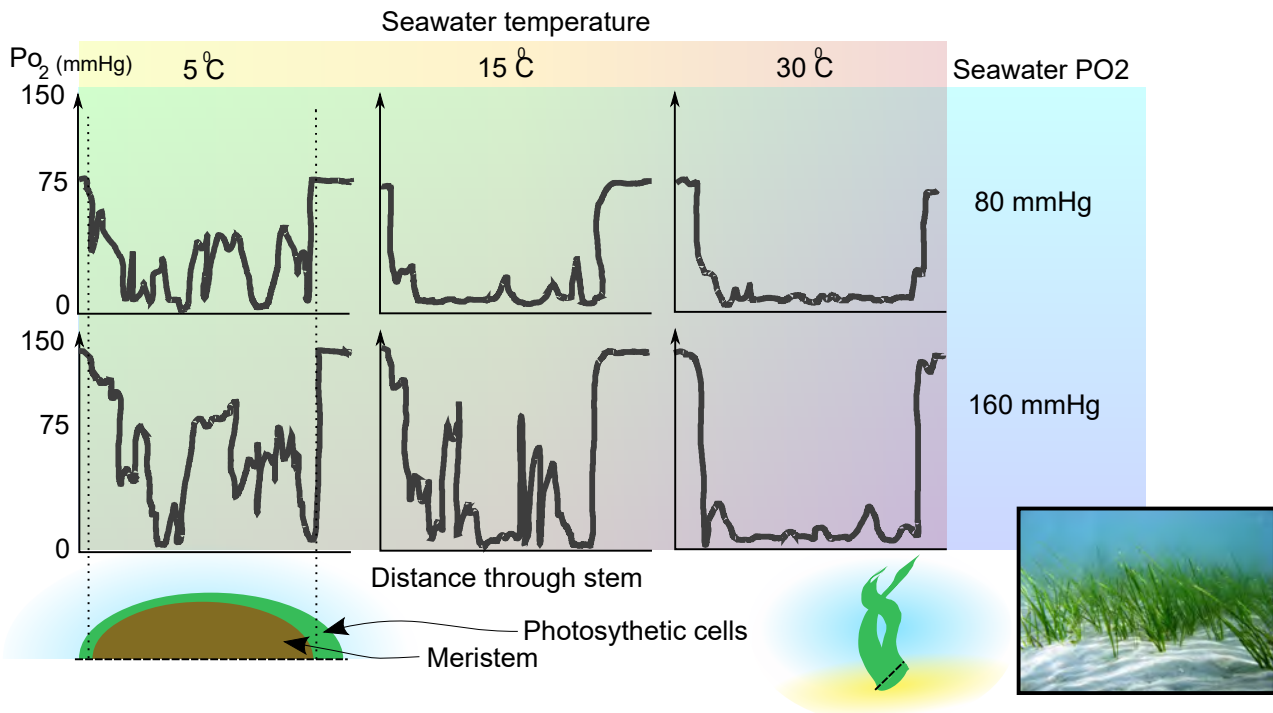 Seawater temperature
Po2 (mmHg)
5 0C
15 0C
30 0C
Seawater PO2
150
75
0
80 mmHg
150
75
0
160 mmHg
Distance through stem
Photosythetic cells
Meristem